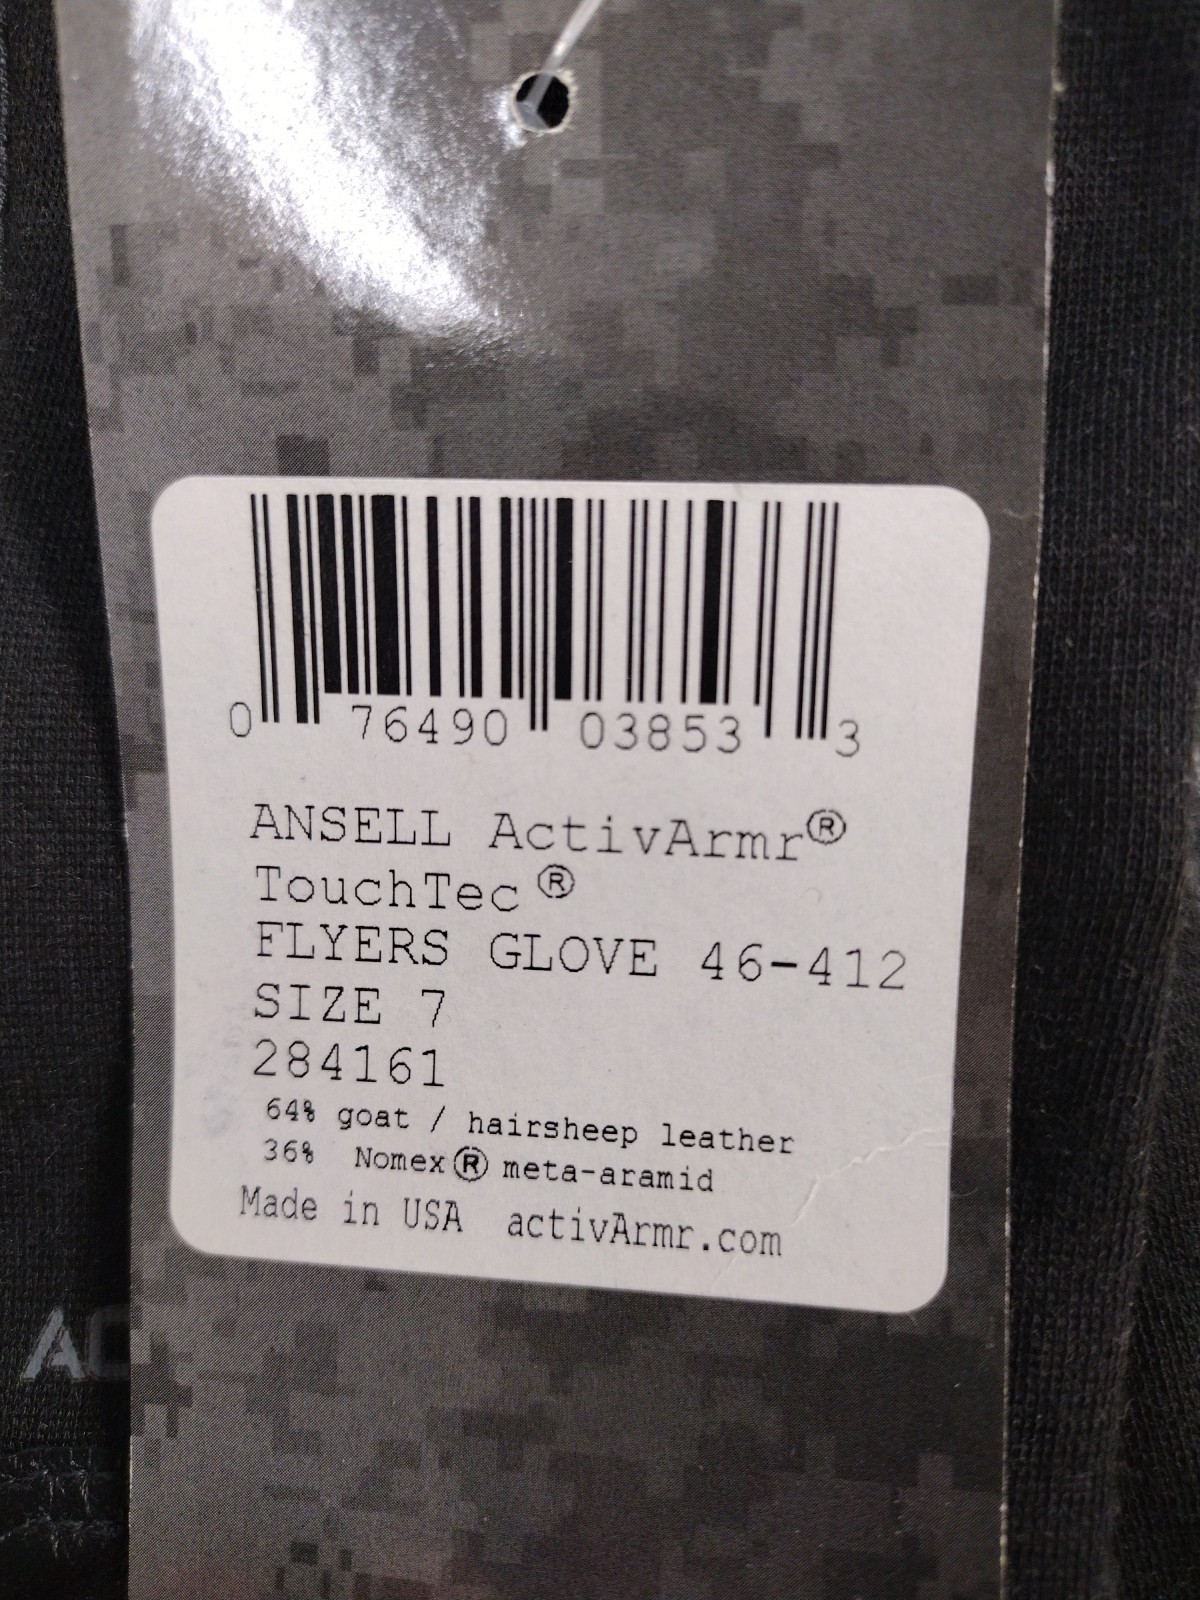 0 76490 03853 3
ANSELL ActivArmr®
TouchTec®
FLYERS GLOVE 46-412
SIZE 7
284161
64% goat / hairsheep leather
36% Nomex® meta-aramid
Made in USA activArmr.com